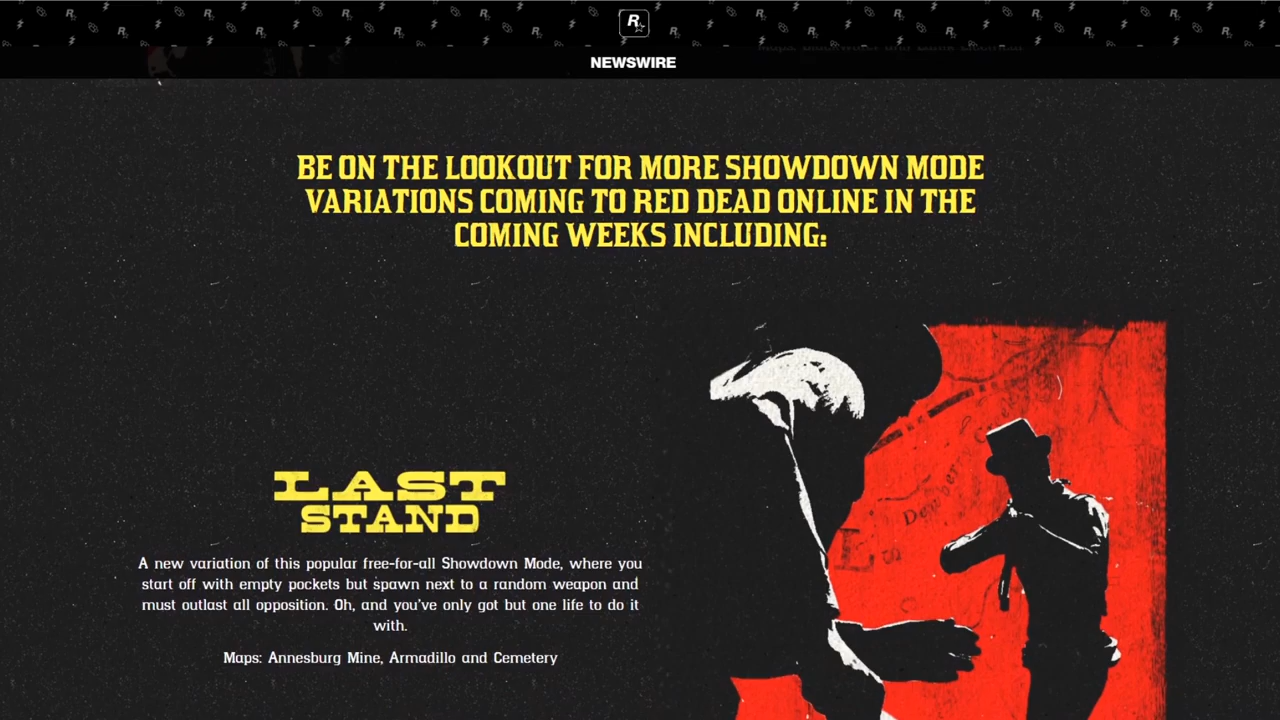 NEWSWIRE
BE ON THE LOOKOUT FOR MORE SHOWDOWN MODE
VARIATIONS COMING TO RED DEAD ONLINE IN THE
COMING WEEKS INCLUDING:
LAST
STAND
A new variation of this popular free-for-all Showdown Mode, where you
start off with empty pockets but spawn next to a random weapon and
must outlast all opposition. Oh, and you've only got but one life to do it
with.
Maps: Annesburg Mine, Armadillo and Cemetery